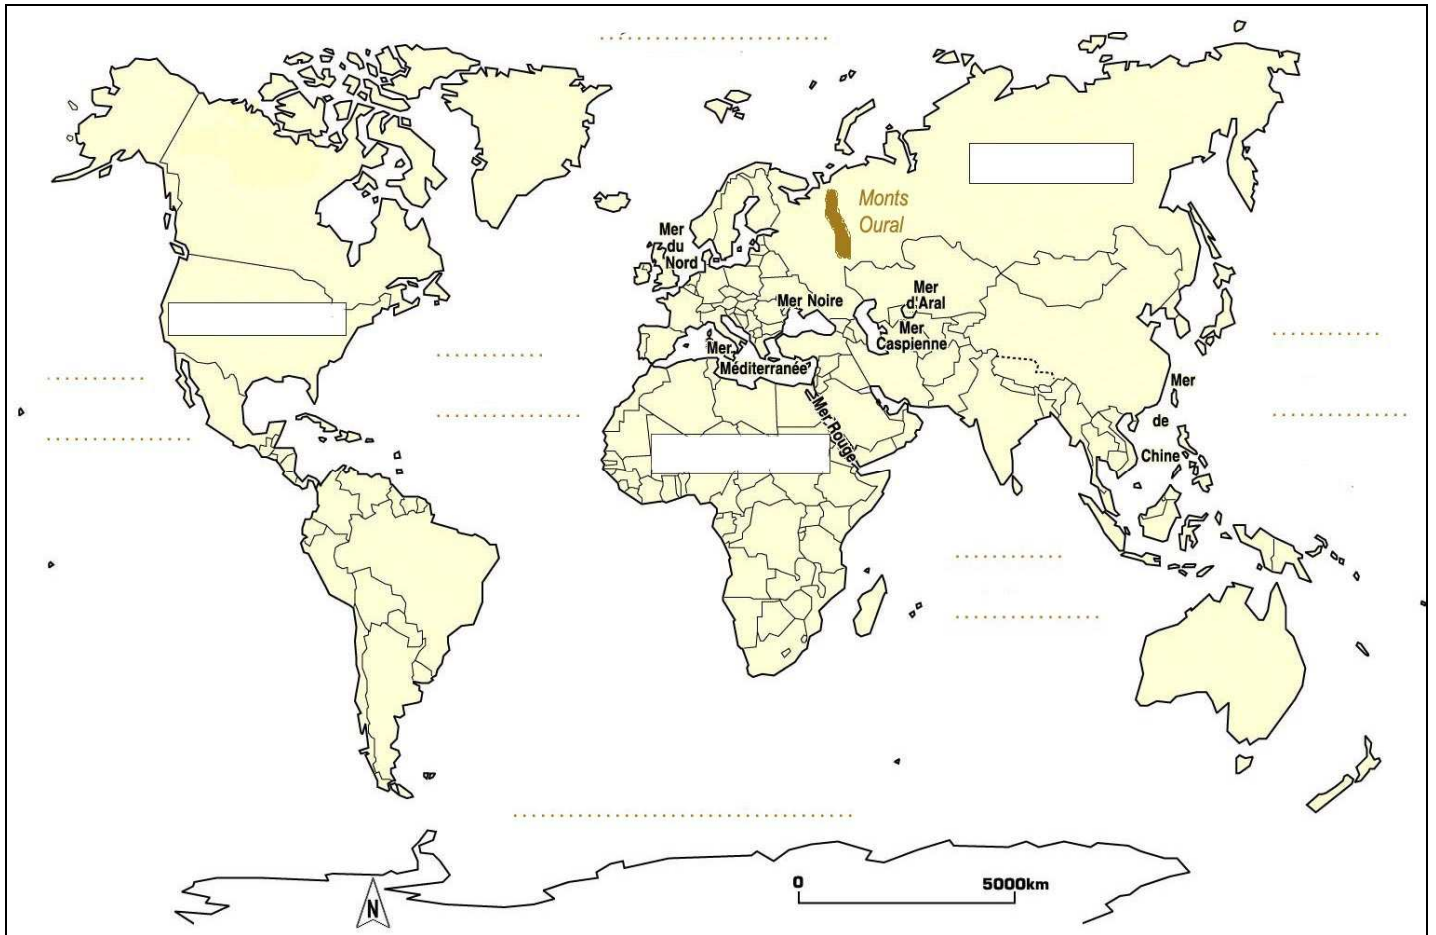 Monts
Oural
Mer
du
Nord
Mer Noire
Mer
d'Aral
Mer
Caspienne
Mer
Méditerranée
Mer Rouge
Mer
de
Chine
0 5000km
N